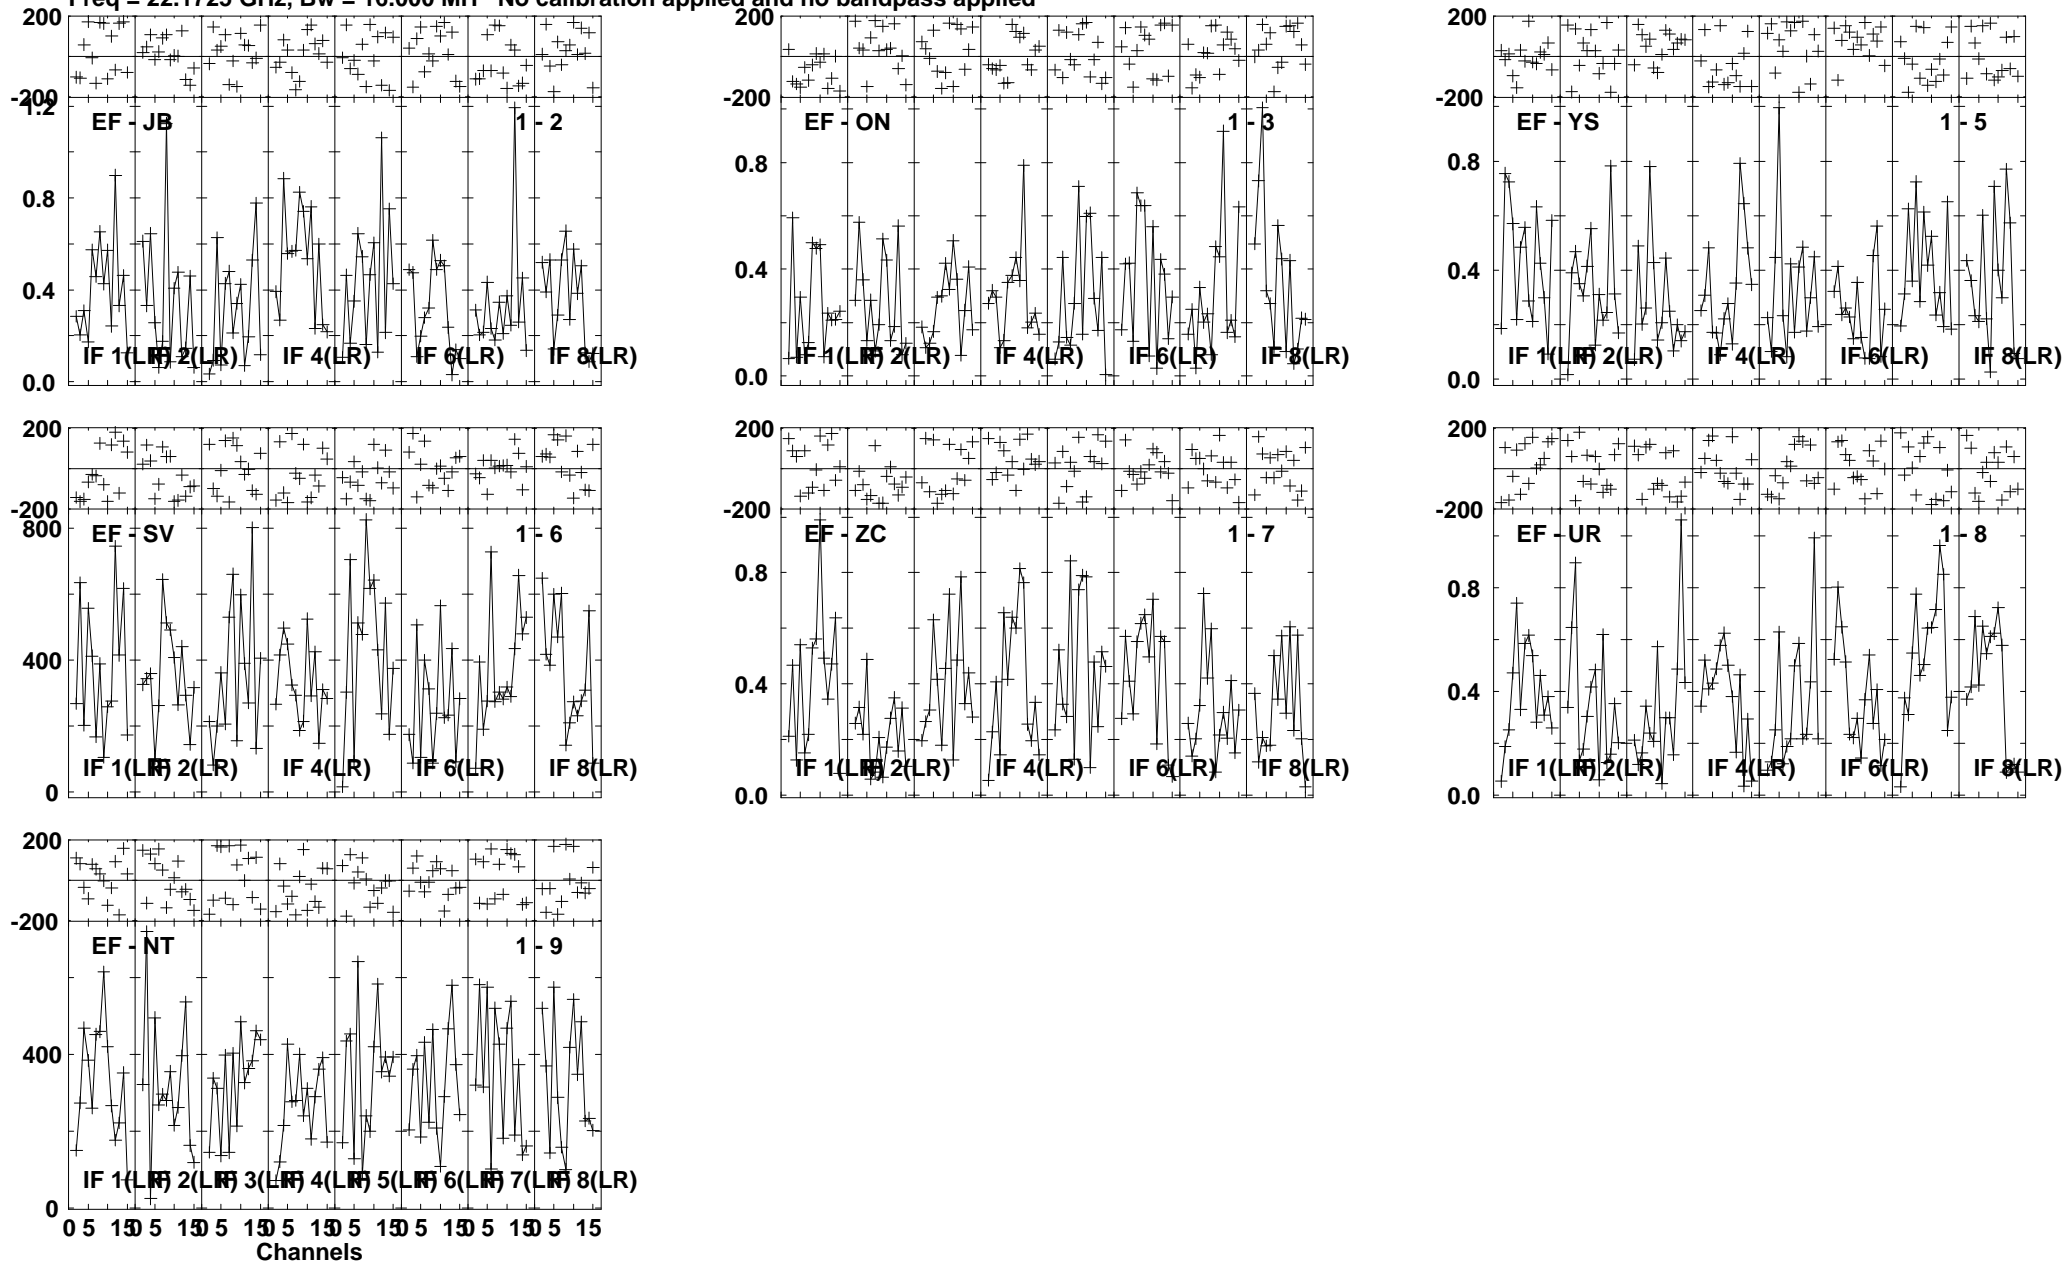 Freq = 22.1725 GHz, Bw = 16.000 MH No calibration applied and no bandpass applied
200 200 200
-200 -200 -200
1.2
EF - JB 1 - 2 EF - ON 1 - 3 EF - YS 1 - 5
0.8 0.8 0.8
0.4 0.4 0.4
IF 1(LR) IF 2(LR) IF 4(LR) IF 6(LR) IF 8(LR) IF 1(LR) IF 2(LR) IF 4(LR) IF 6(LR) IF 8(LR) IF 1(LR) IF 2(LR) IF 4(LR) IF 6(LR) IF 8(LR)
0.0 0.0 0.0
200 200 200
-200 -200 -200
800 EF - SV 1 - 6 EF - ZC 1 - 7 EF - UR 1 - 8
0.8 0.8
400 0.4 0.4
IF 1(LR) IF 2(LR) IF 4(LR) IF 6(LR) IF 8(LR) IF 1(LR) IF 2(LR) IF 4(LR) IF 6(LR) IF 8(LR) IF 1(LR) IF 2(LR) IF 4(LR) IF 6(LR) IF 8(LR)
0 0.0 0.0
200
-200
EF - NT 1 - 9
400
IF 1(LR) IF 2(LR) IF 3(LR) IF 4(LR) IF 5(LR) IF 6(LR) IF 7(LR) IF 8(LR)
0
0 5 15 0 5 15 0 5 15 0 5 15 0 5 15 0 5 15 0 5 15 0 5 15
Channels